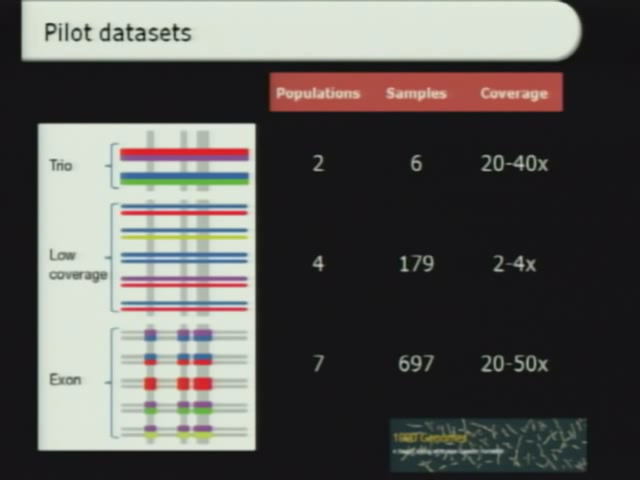 Pilot datasets
Populations Samples Coverage
Trio 2 6 20-40x
Low coverage 4 179 2-4x
Exon 7 697 20-50x
Genomes